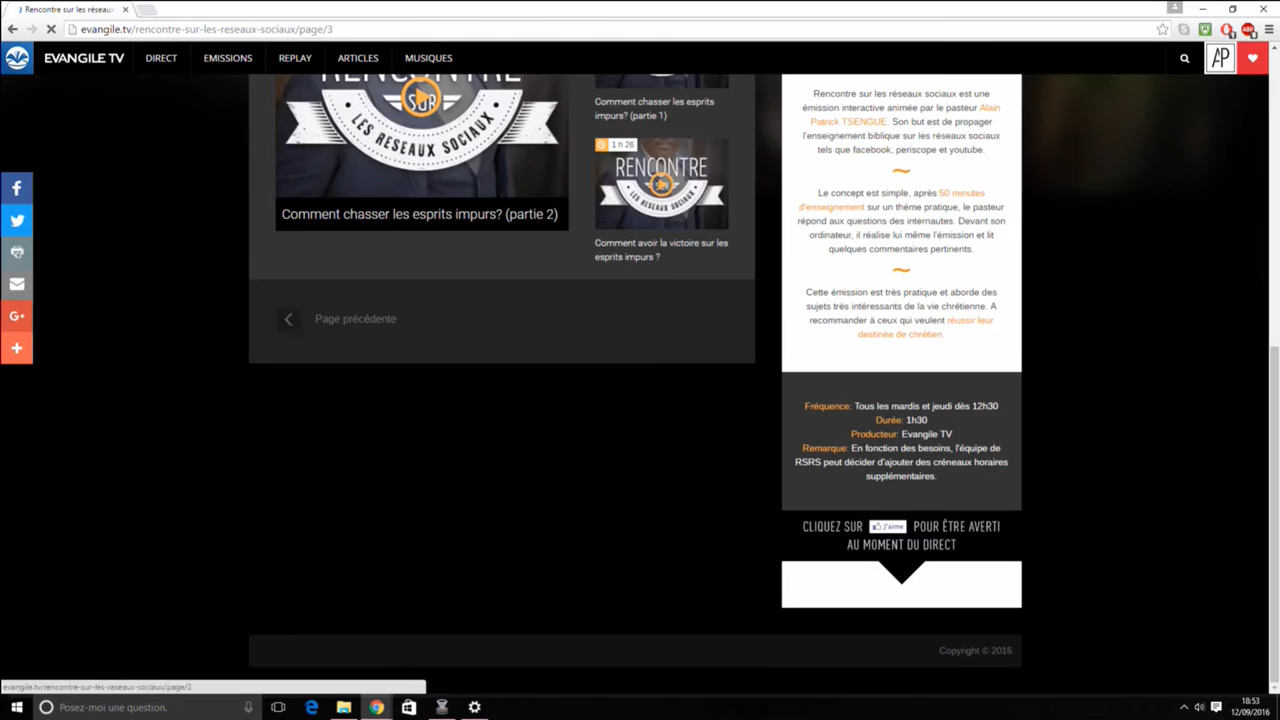 Rencontre sur les réseaux
evangile.tv/rencontre-sur-les-reseaux-sociaux/page/3
EVANGILE TV
DIRECT
EMISSIONS
REPLAY
ARTICLES
MUSIQUES
AP
RENCONTRE
SUR
LES RESEAUX SOCIAUX
Comment chasser les esprits impurs? (partie 2)
Comment chasser les esprits
impurs? (partie 1)
1 h 26
RENCONTRE
SUR
LES RESEAUX SOCIAUX
Comment avoir la victoire sur les
esprits impurs ?
Page précédente
Rencontre sur les réseaux sociaux est une
émission interactive animée par le pasteur Alain
Patrick TSENGUE. Son but est de propager
l'enseignement biblique sur les réseaux sociaux
tels que facebook, periscope et youtube.
~
Le concept est simple, après 50 minutes
d'enseignement sur un thème pratique, le pasteur
répond aux questions des internautes. Devant son
ordinateur, il réalise lui même l'émission et lit
quelques commentaires pertinents.
~
Cette émission est très pratique et aborde des
sujets très intéressants de la vie chrétienne. A
recommander à ceux qui veulent réussir leur
destinée de chrétien.
Fréquence: Tous les mardis et jeudi dès 12h30
Durée: 1h30
Producteur: Evangile TV
Remarque: En fonction des besoins, l'équipe de
RSRS peut décider d'ajouter des créneaux horaires
supplémentaires.
CLIQUEZ SUR J'aime POUR ÊTRE AVERTI
AU MOMENT DU DIRECT
Copyright © 2016
evangile.tv/rencontre-sur-les-reseaux-sociaux/page/2
Posez-moi une question.
18:53
12/09/2016